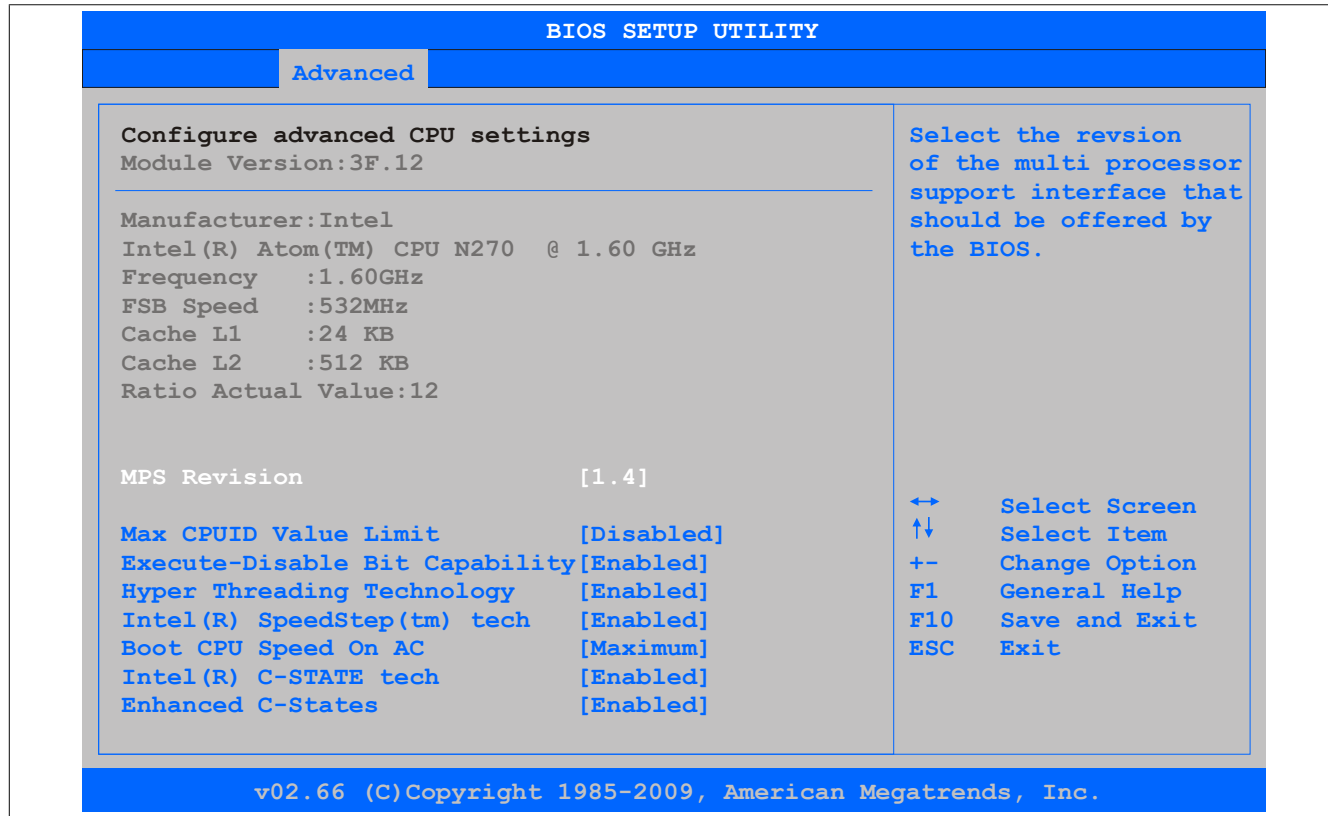 BIOS SETUP UTILITY
Advanced
Configure advanced CPU settings
Module Version:3F.12
Manufacturer:Intel
Intel(R) Atom(TM) CPU N270 @ 1.60 GHz
Frequency :1.60GHz
FSB Speed :532MHz
Cache L1 :24 KB
Cache L2 :512 KB
Ratio Actual Value:12
MPS Revision [1.4]
Max CPUID Value Limit [Disabled]
Execute-Disable Bit Capability[Enabled]
Hyper Threading Technology [Enabled]
Intel(R) SpeedStep(tm) tech [Enabled]
Boot CPU Speed On AC [Maximum]
Intel(R) C-STATE tech [Enabled]
Enhanced C-States [Enabled]
Select the revsion
of the multi processor
support interface that
should be offered by
the BIOS.
↔ Select Screen
↑↓ Select Item
+- Change Option
F1 General Help
F10 Save and Exit
ESC Exit
v02.66 (C)Copyright 1985-2009, American Megatrends, Inc.